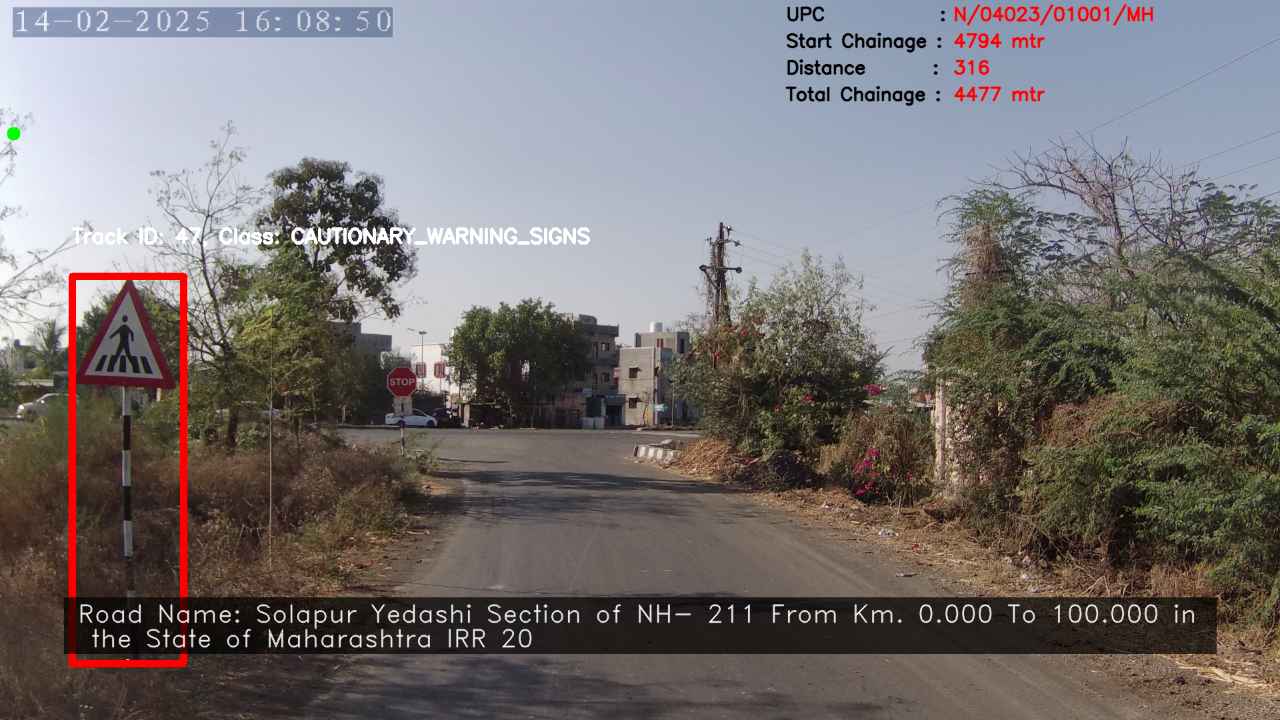 14-02-2025 16:08:50
UPC : N/04023/01001/MH
Start Chainage : 4794 mtr
Distance : 316
Total Chainage : 4477 mtr
Track ID: 47, Class: CAUTIONARY_WARNING_SIGNS
STOP
Road Name: Solapur Yedashi Section of NH- 211 From Km. 0.000 To 100.000 in
the State of Maharashtra IRR 20